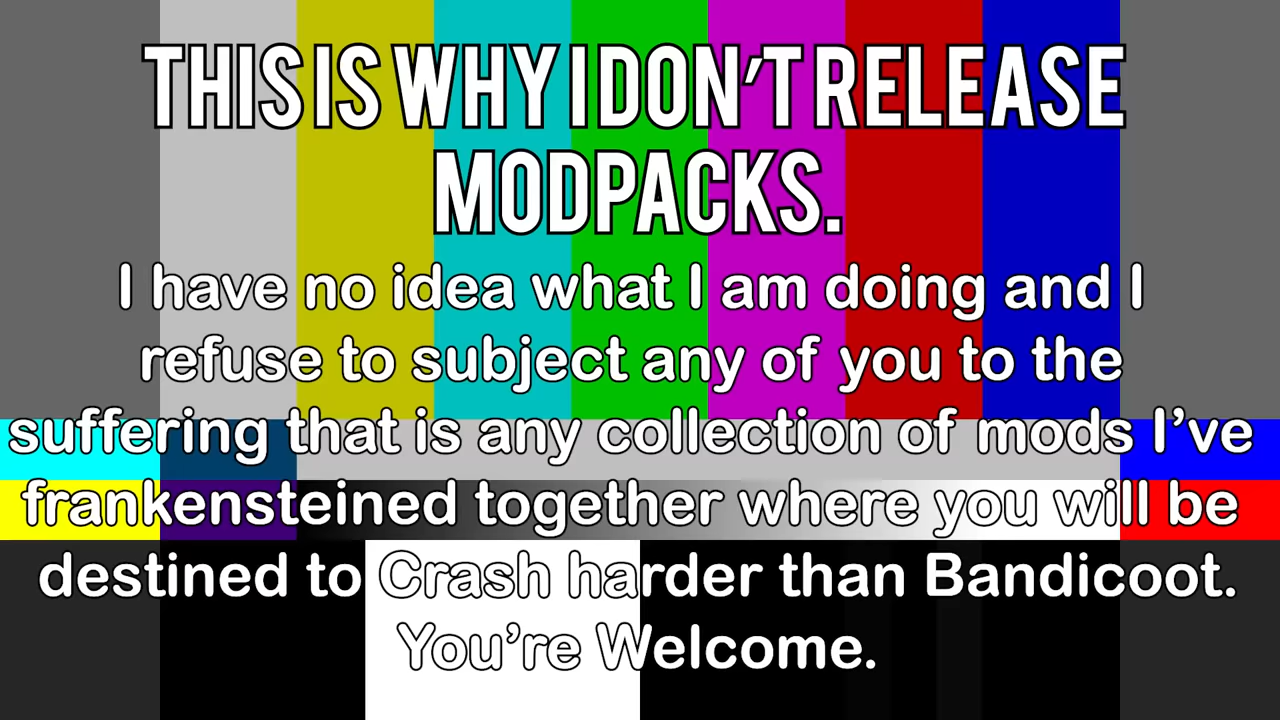 THIS IS WHY I DON'T RELEASE
MODPACKS.
I have no idea what I am doing and I
refuse to subject any of you to the
suffering that is any collection of mods I've
frankensteined together where you will be
destined to Crash harder than Bandicoot.
You're Welcome.